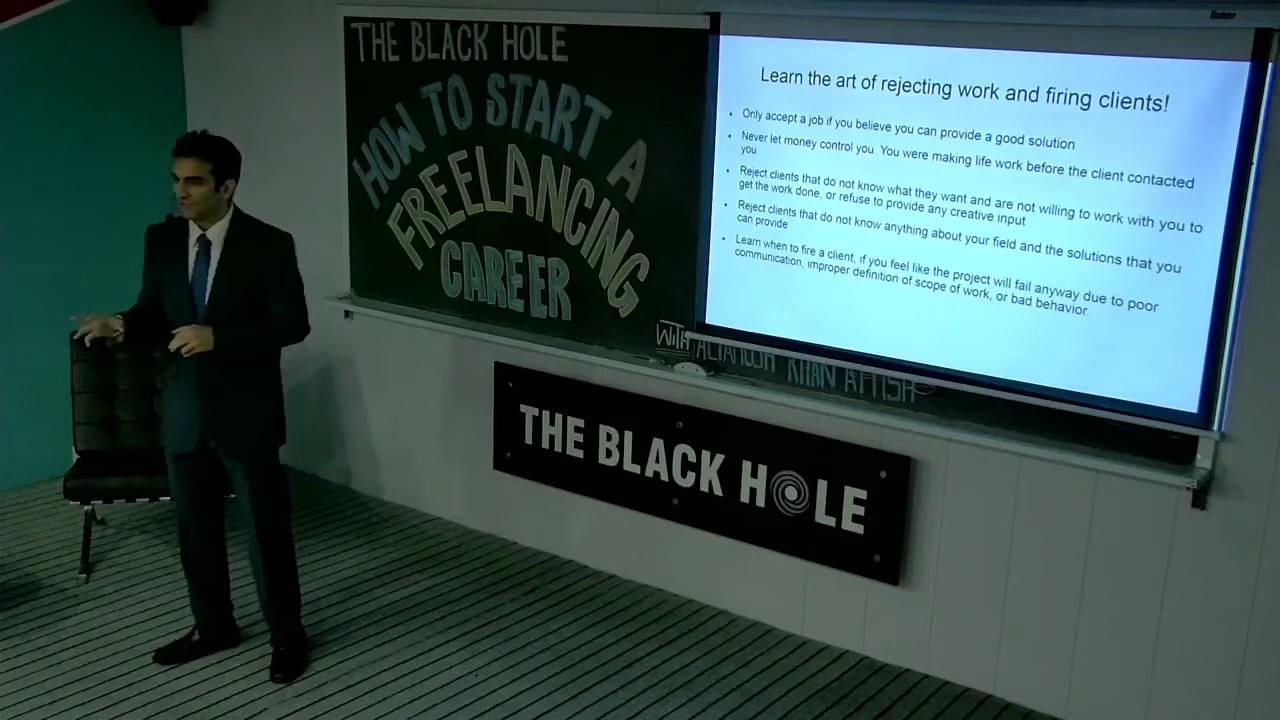 THE BLACK HOLE
HOW TO START A
FREELANCING
CAREER
WITH ALTAMUSH KHAN ATTISH
Learn the art of rejecting work and firing clients!
• Only accept a job if you believe you can provide a good solution
• Never let money control you. You were making life work before the client contacted
you
• Reject clients that do not know what they want and are not willing to work with you to
get the work done, or refuse to provide any creative input
• Reject clients that do not know anything about your field and the solutions that you
can provide
• Learn when to fire a client, if you feel like the project will fail anyway due to poor
communication, improper definition of scope of work, or bad behavior.
THE BLACK HOLE